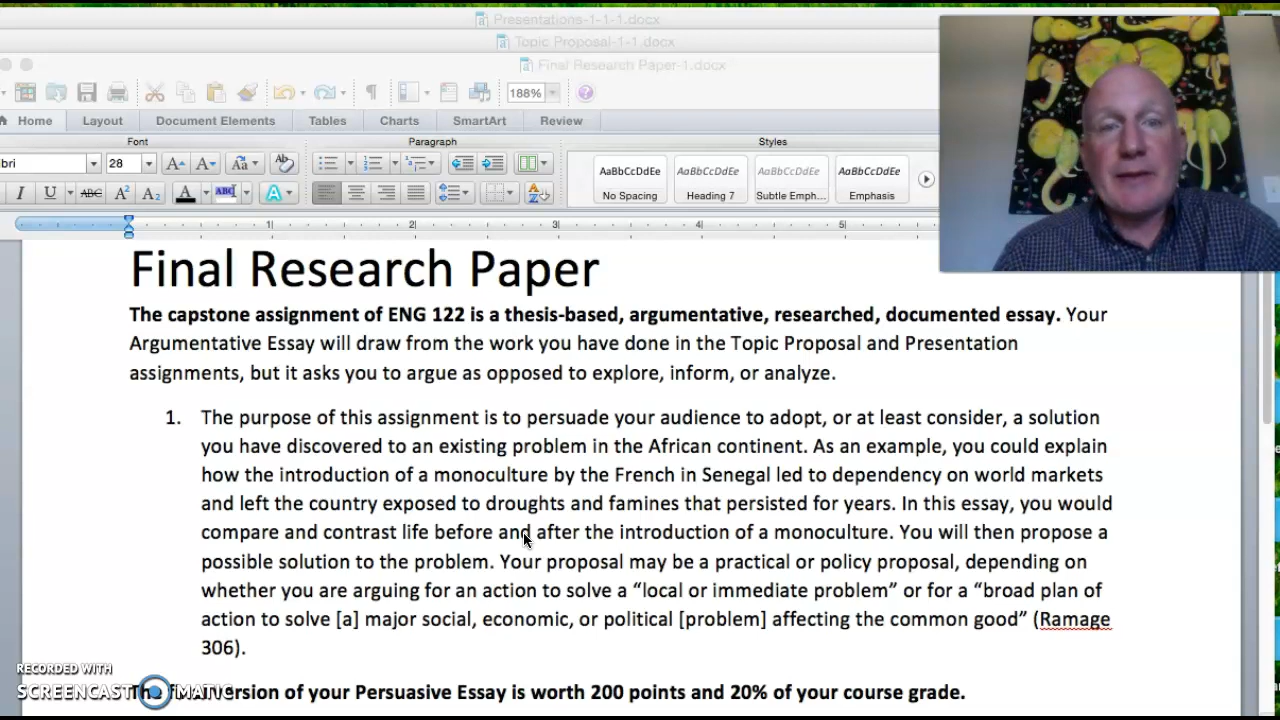 Presentations-1-1-1.docx
Topic Proposal-1-1.docx
Final Research Paper-1.docx
188%
Home Layout Document Elements Tables Charts SmartArt Review
Font Paragraph Styles
bri 28
AaBbCcDdEe AaBbCcDdEe AaBbCcDdEe AaBbCcDdEe
No Spacing Heading 7 Subtle Emph... Emphasis
1 2 3 4 5
Final Research Paper
The capstone assignment of ENG 122 is a thesis-based, argumentative, researched, documented essay. Your
Argumentative Essay will draw from the work you have done in the Topic Proposal and Presentation
assignments, but it asks you to argue as opposed to explore, inform, or analyze.
1. The purpose of this assignment is to persuade your audience to adopt, or at least consider, a solution
you have discovered to an existing problem in the African continent. As an example, you could explain
how the introduction of a monoculture by the French in Senegal led to dependency on world markets
and left the country exposed to droughts and famines that persisted for years. In this essay, you would
compare and contrast life before and after the introduction of a monoculture. You will then propose a
possible solution to the problem. Your proposal may be a practical or policy proposal, depending on
whether you are arguing for an action to solve a “local or immediate problem” or for a “broad plan of
action to solve [a] major social, economic, or political [problem] affecting the common good” (Ramage
306).
RECORDED WITH
SCREENCAST-O-MATIC
version of your Persuasive Essay is worth 200 points and 20% of your course grade.